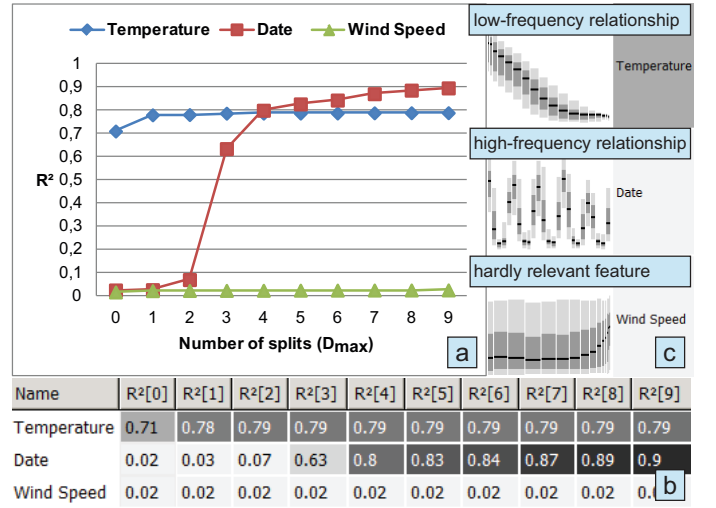 Temperature Date Wind Speed
1
0,9
0,8
0,7
0,6
0,5
0,4
0,3
0,2
0,1
0
R²
0 1 2 3 4 5 6 7 8 9
Number of splits (Dmax)
a
low-frequency relationship
Temperature
high-frequency relationship
Date
hardly relevant feature
Wind Speed
c
Name R²[0] R²[1] R²[2] R²[3] R²[4] R²[5] R²[6] R²[7] R²[8] R²[9]
Temperature 0.71 0.78 0.79 0.79 0.79 0.79 0.79 0.79 0.79 0.79
Date 0.02 0.03 0.07 0.63 0.8 0.83 0.84 0.87 0.89 0.9
Wind Speed 0.02 0.02 0.02 0.02 0.02 0.02 0.02 0.02 0.02
b